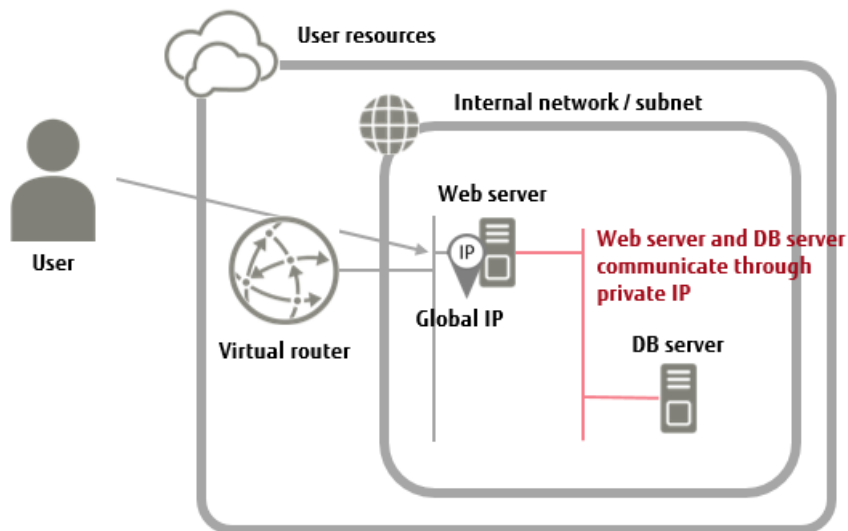 User resources
Internal network / subnet
Web server
IP
Web server and DB server
communicate through
private IP
User
Global IP
Virtual router
DB server